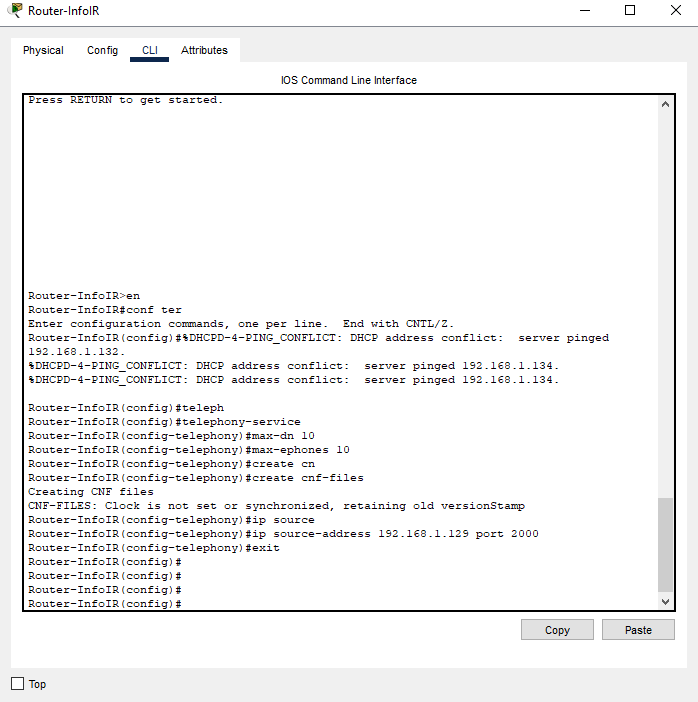 Router-InfoIR
Physical Config CLI Attributes
IOS Command Line Interface
Press RETURN to get started.
Router-InfoIR>en
Router-InfoIR#conf ter
Enter configuration commands, one per line.  End with CNTL/Z.
Router-InfoIR(config)#%DHCPD-4-PING_CONFLICT: DHCP address conflict:  server pinged
192.168.1.132.
%DHCPD-4-PING_CONFLICT: DHCP address conflict:  server pinged 192.168.1.134.
%DHCPD-4-PING_CONFLICT: DHCP address conflict:  server pinged 192.168.1.134.
Router-InfoIR(config)#teleph
Router-InfoIR(config)#telephony-service
Router-InfoIR(config-telephony)#max-dn 10
Router-InfoIR(config-telephony)#max-ephones 10
Router-InfoIR(config-telephony)#create cn
Router-InfoIR(config-telephony)#create cnf-files
Creating CNF files
CNF-FILES: Clock is not set or synchronized, retaining old versionStamp
Router-InfoIR(config-telephony)#ip source
Router-InfoIR(config-telephony)#ip source-address 192.168.1.129 port 2000
Router-InfoIR(config-telephony)#exit
Router-InfoIR(config)#
Router-InfoIR(config)#
Router-InfoIR(config)#
Router-InfoIR(config)#
Copy Paste
Top